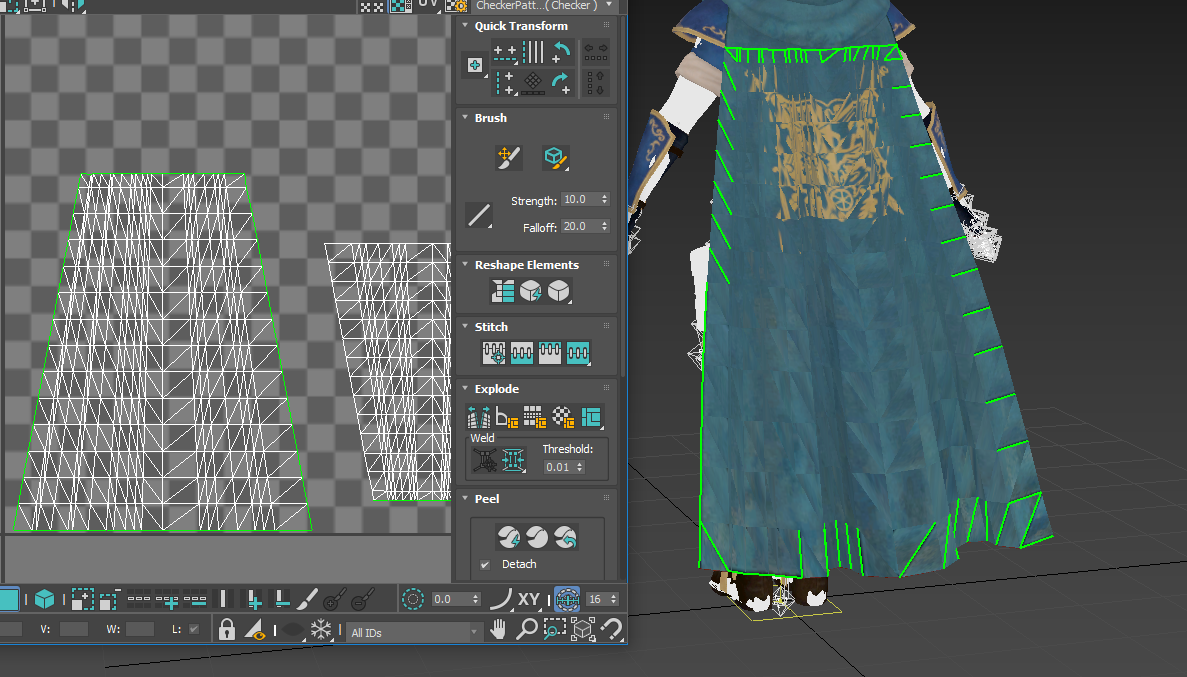 UV
CheckerPatt...( Checker )
Quick Transform
Brush
Strength: 10.0
Falloff: 20.0
Reshape Elements
Stitch
Explode
Weld
Threshold:
0.01
Peel
Detach
0.0
XY
16
V:
W:
L:
All IDs